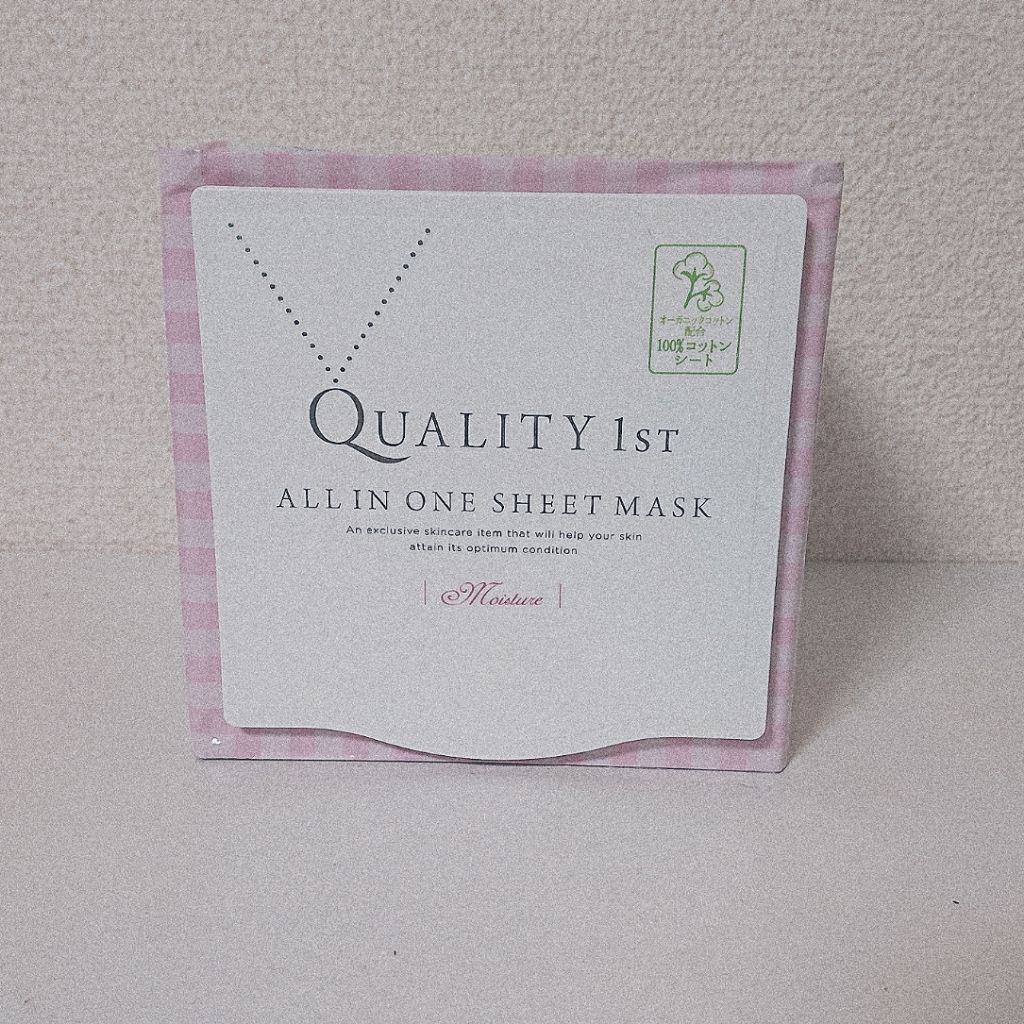 オーガニックコットン
配合
100%コットン
シート
QUALITY 1ST
ALL IN ONE SHEET MASK
An exclusive skincare item that will help your skin
attain its optimum condition
Moisture